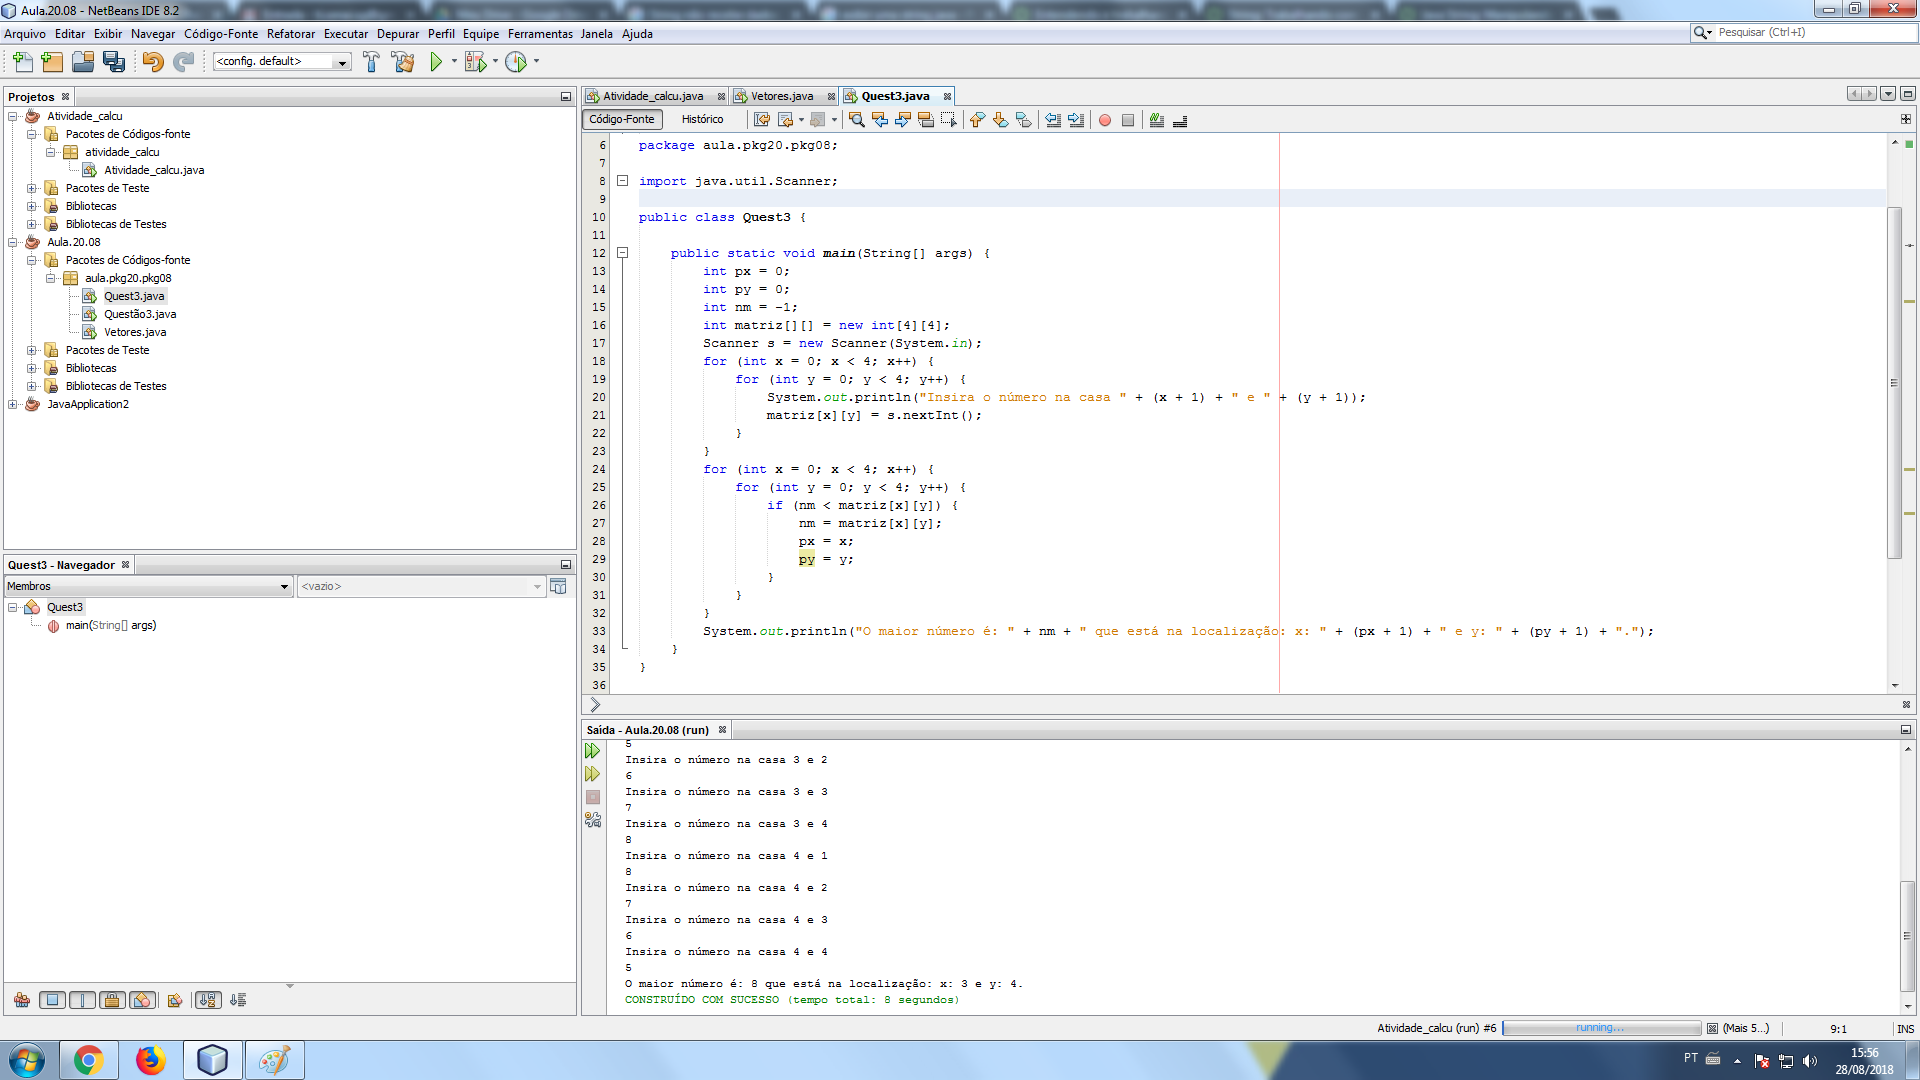 Aula.20.08 - NetBeans IDE 8.2
Arquivo Editar Exibir Navegar Código-Fonte Refatorar Executar Depurar Perfil Equipe Ferramentas Janela Ajuda
Pesquisar (Ctrl+I)
<config. default>
Projetos
Atividade_calcu
Pacotes de Códigos-fonte
atividade_calcu
Atividade_calcu.java
Pacotes de Teste
Bibliotecas
Bibliotecas de Testes
Aula.20.08
Pacotes de Códigos-fonte
aula.pkg20.pkg08
Quest3.java
Questão3.java
Vetores.java
Pacotes de Teste
Bibliotecas
Bibliotecas de Testes
JavaApplication2
Quest3 - Navegador
Membros
<vazio>
Quest3
main(String[] args)
Atividade_calcu.java Vetores.java Quest3.java
Código-Fonte Histórico
6 package aula.pkg20.pkg08;
7
8 import java.util.Scanner;
9
10 public class Quest3 {
11
12 public static void main(String[] args) {
13 int px = 0;
14 int py = 0;
15 int nm = -1;
16 int matriz[][] = new int[4][4];
17 Scanner s = new Scanner(System.in);
18 for (int x = 0; x < 4; x++) {
19 for (int y = 0; y < 4; y++) {
20 System.out.println("Insira o número na casa " + (x + 1) + " e " + (y + 1));
21 matriz[x][y] = s.nextInt();
22 }
23 }
24 for (int x = 0; x < 4; x++) {
25 for (int y = 0; y < 4; y++) {
26 if (nm < matriz[x][y]) {
27 nm = matriz[x][y];
28 px = x;
29 py = y;
30 }
31 }
32 }
33 System.out.println("O maior número é: " + nm + " que está na localização: x: " + (px + 1) + " e y: " + (py + 1) + ".");
34 }
35 }
36
Saída - Aula.20.08 (run)
5
Insira o número na casa 3 e 2
6
Insira o número na casa 3 e 3
7
Insira o número na casa 3 e 4
8
Insira o número na casa 4 e 1
8
Insira o número na casa 4 e 2
7
Insira o número na casa 4 e 3
6
Insira o número na casa 4 e 4
5
O maior número é: 8 que está na localização: x: 3 e y: 4.
CONSTRUÍDO COM SUCESSO (tempo total: 8 segundos)
Atividade_calcu (run) #6 running... (Mais 5...) 9:1 INS
PT 15:56
28/08/2018